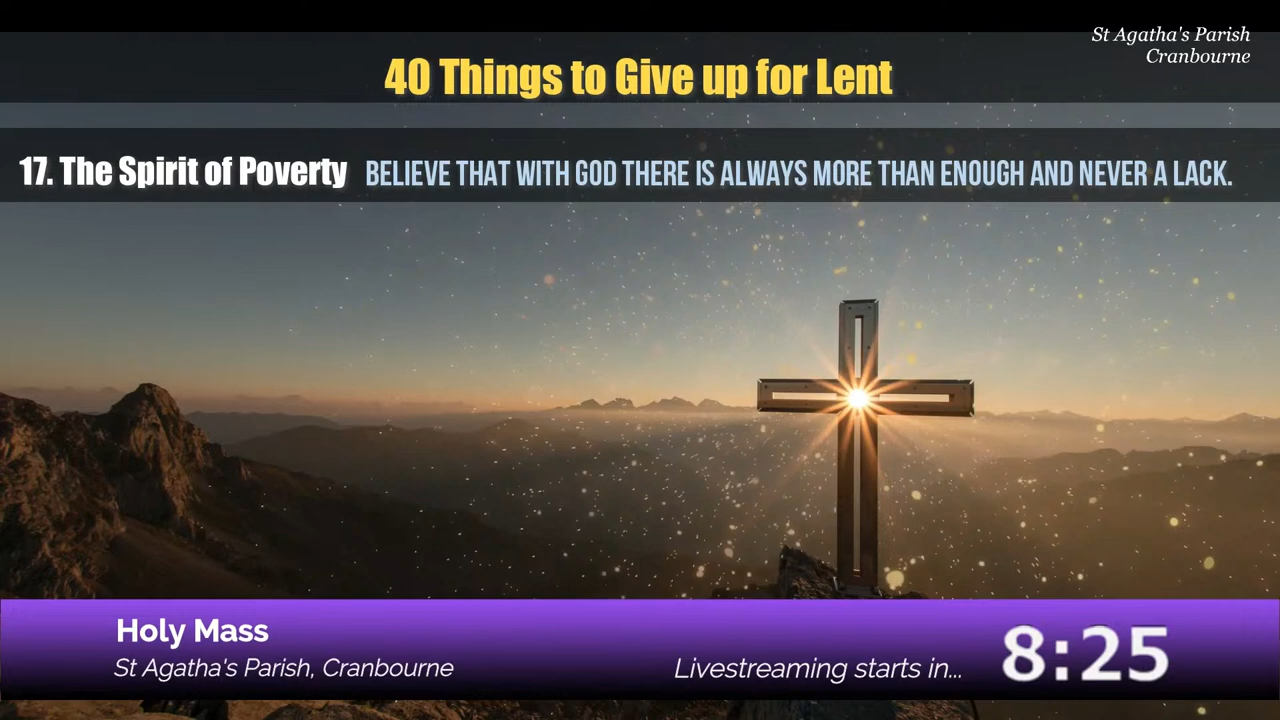 St Agatha's Parish
Cranbourne
40 Things to Give up for Lent
17. The Spirit of Poverty BELIEVE THAT WITH GOD THERE IS ALWAYS MORE THAN ENOUGH AND NEVER A LACK.
Holy Mass
St Agatha's Parish, Cranbourne
Livestreaming starts in... 8:25